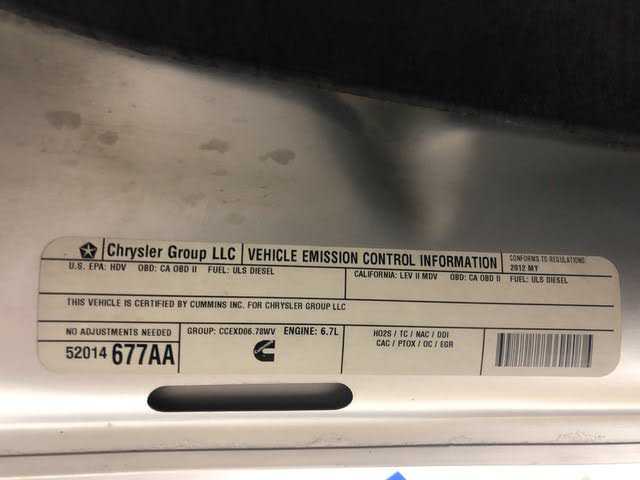 Chrysler Group LLC
VEHICLE EMISSION CONTROL INFORMATION
CONFORMS TO REGULATIONS:
2012 MY
U.S. EPA: HDV OBD: CA OBD II FUEL: ULS DIESEL
CALIFORNIA: LEV II MDV OBD: CA OBD II FUEL: ULS DIESEL
THIS VEHICLE IS CERTIFIED BY CUMMINS INC. FOR CHRYSLER GROUP LLC
NO ADJUSTMENTS NEEDED
52014 677AA
GROUP: CCEXD06.78WV ENGINE: 6.7L
HO2S / TC / NAC / DDI
CAC / PTOX / OC / EGR